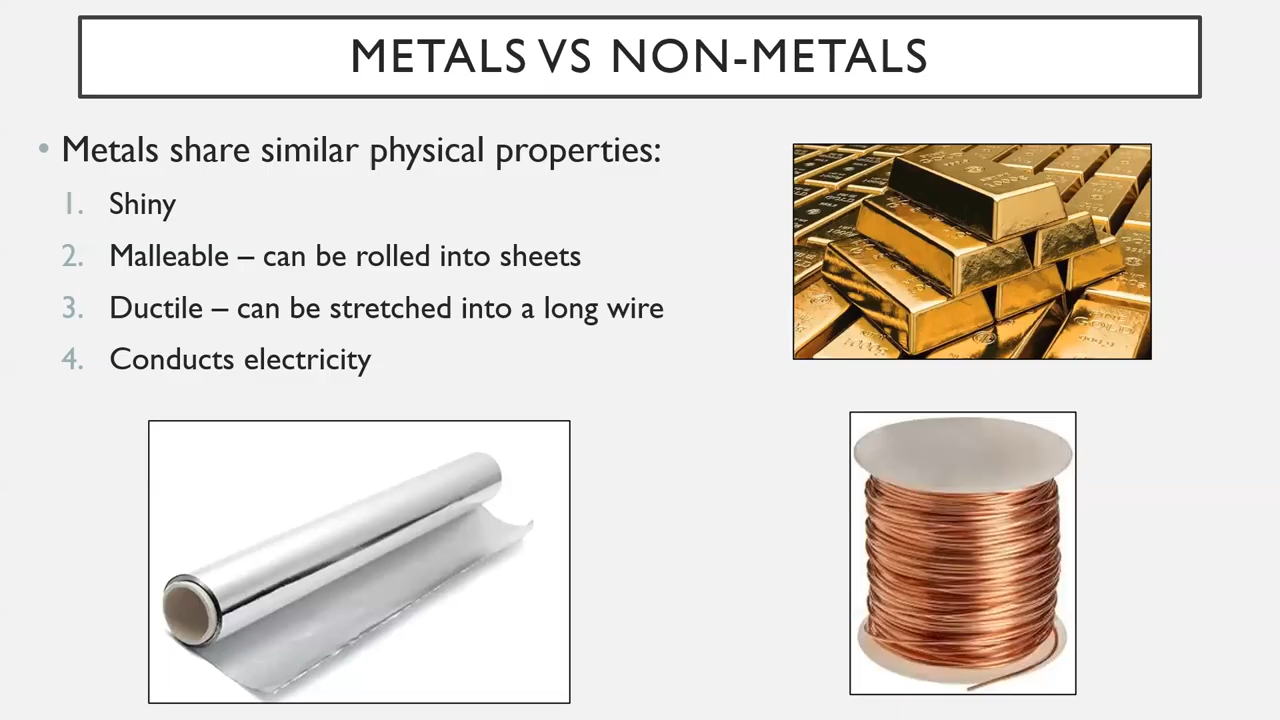 METALS VS NON-METALS
• Metals share similar physical properties:
1. Shiny
2. Malleable – can be rolled into sheets
3. Ductile – can be stretched into a long wire
4. Conducts electricity